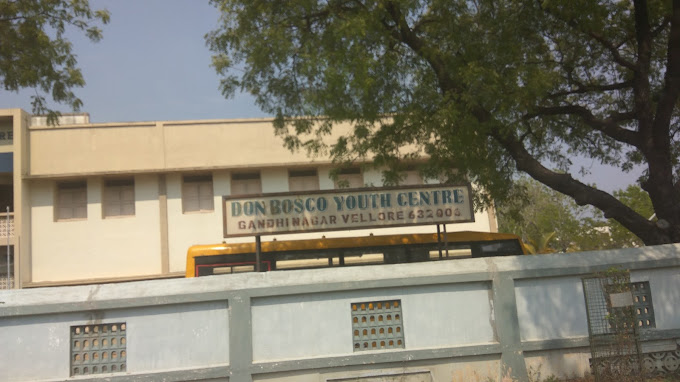 DON BOSCO YOUTH CENTRE
GANDHI NAGAR VELLORE 632 006